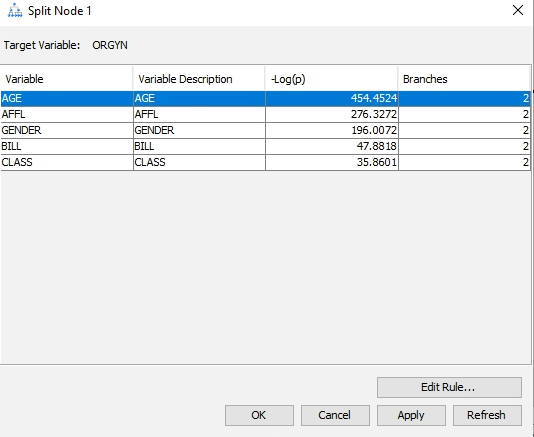 Split Node 1
Target Variable: ORGYN
Variable Variable Description -Log(p) Branches
AGE AGE 454.4524 2
AFFL AFFL 276.3272 2
GENDER GENDER 196.0072 2
BILL BILL 47.8818 2
CLASS CLASS 35.8601 2
Edit Rule...
OK Cancel Apply Refresh